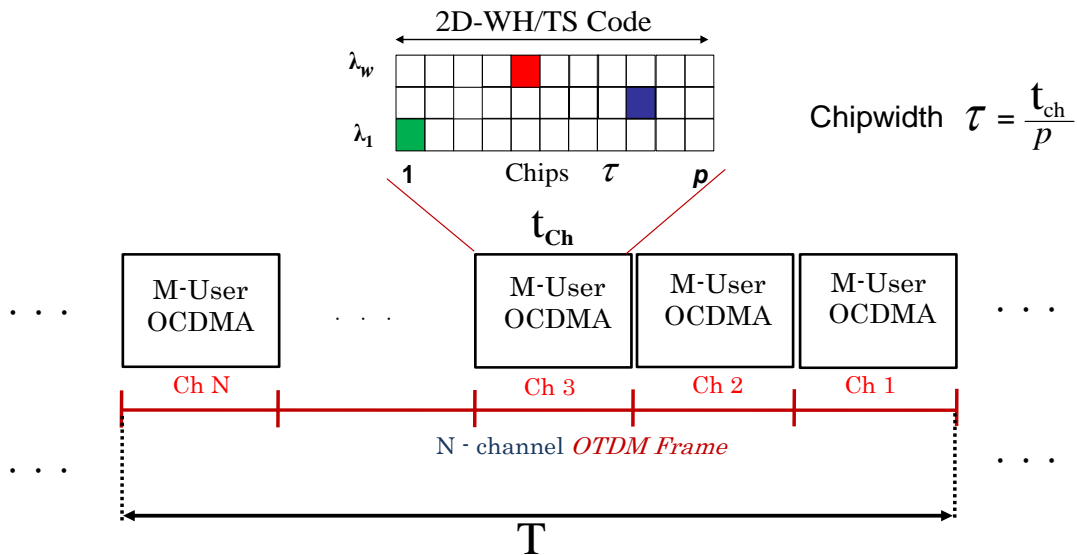 2D-WH/TS Code
λw
λ1
1 Chips τ p
Chipwidth τ = tch / p
tCh
M-User
OCDMA
. . .
M-User
OCDMA
M-User
OCDMA
M-User
OCDMA
. . .
. . .
Ch N
Ch 3
Ch 2
Ch 1
N - channel OTDM Frame
. . .
. . .
T